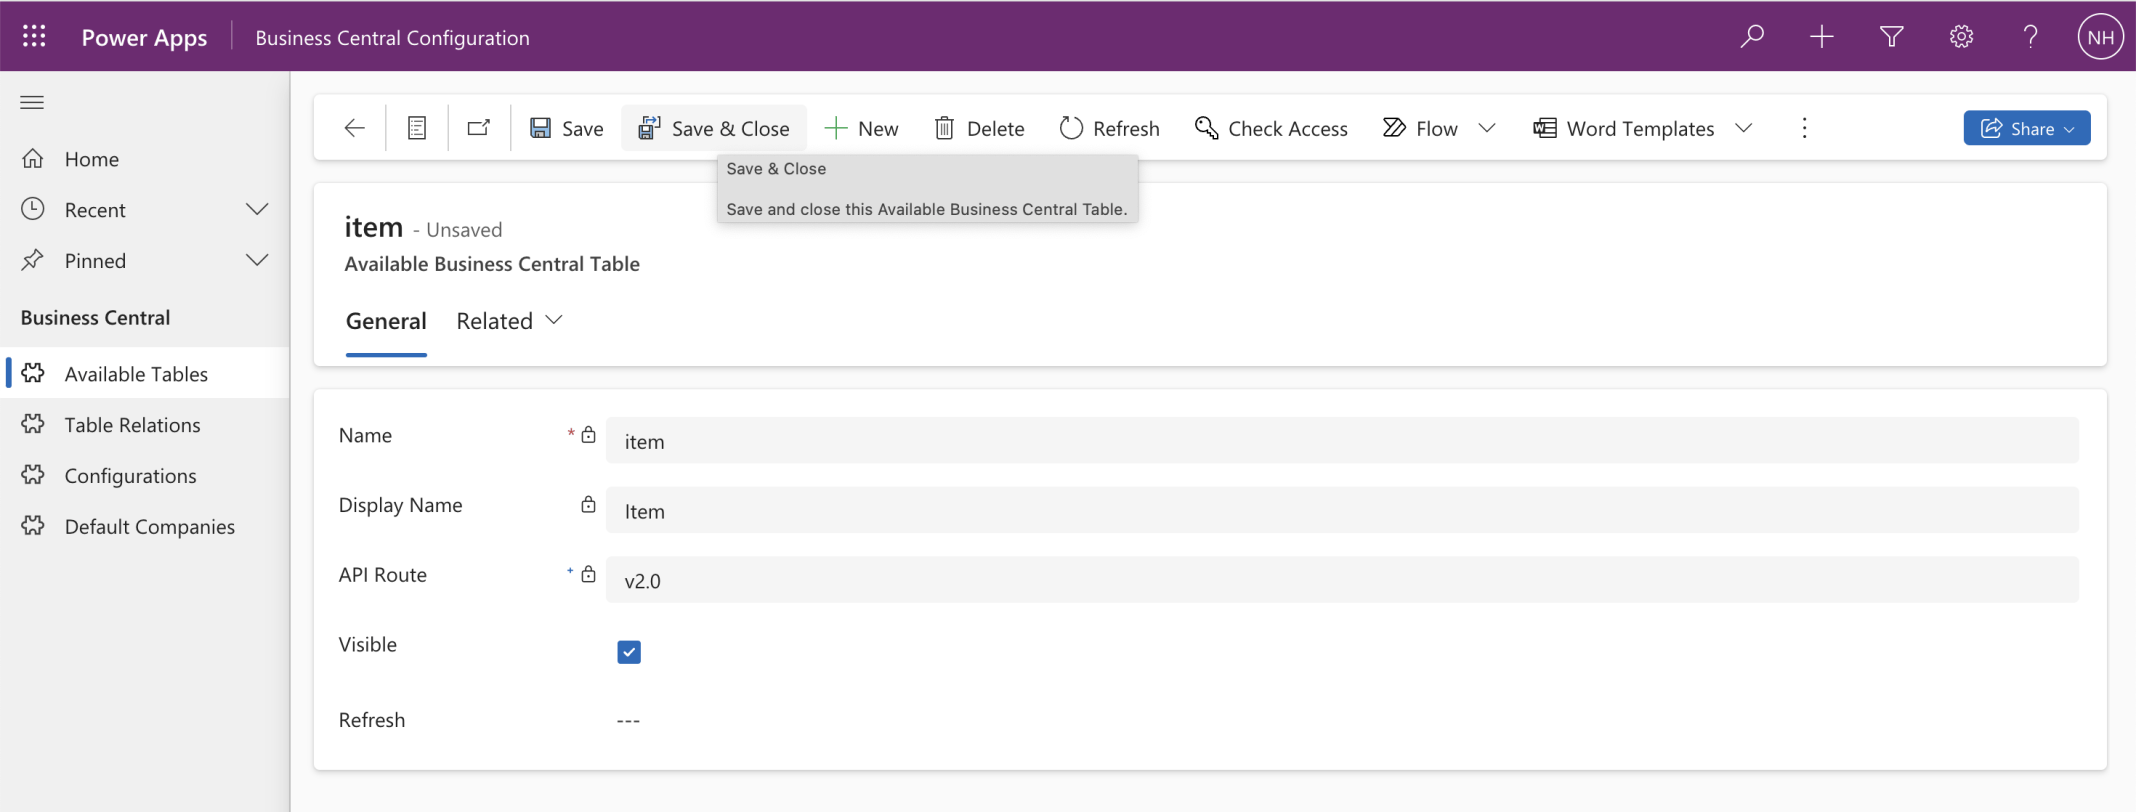 Power Apps
Business Central Configuration
NH
Save
Save & Close
New
Delete
Refresh
Check Access
Flow
Word Templates
Share
Save & Close
Save and close this Available Business Central Table.
Home
Recent
Pinned
Business Central
Available Tables
Table Relations
Configurations
Default Companies
item - Unsaved
Available Business Central Table
General
Related
Name * item
Display Name Item
API Route + v2.0
Visible
Refresh ---